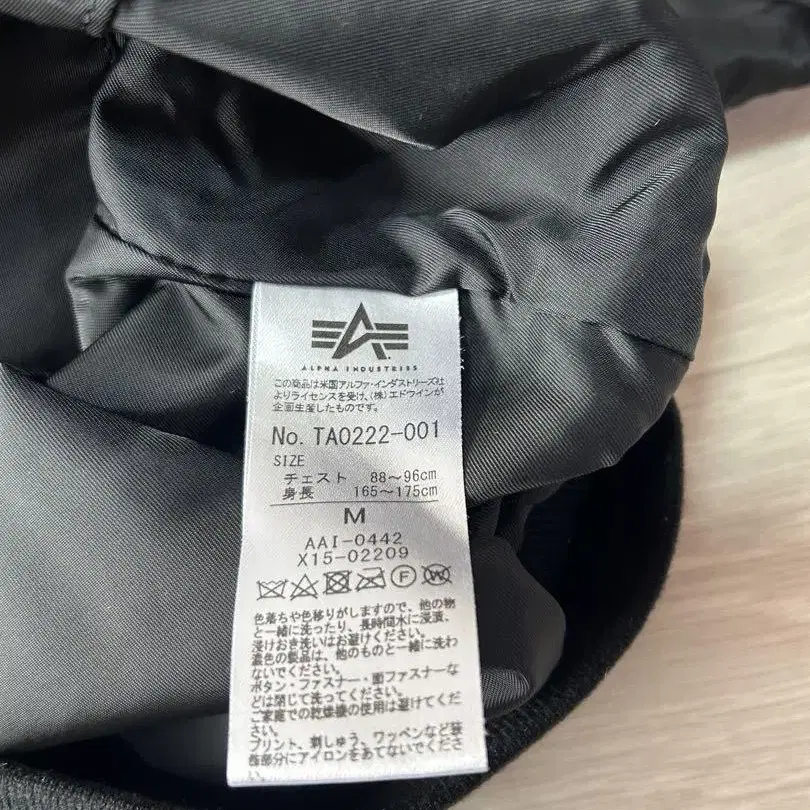 ALPHA INDUSTRIES
この商品は米国アルファ・インダストリーズ社
よりライセンスを受け、(株)エドウインが
企画生産したものです。
No. TA0222-001
SIZE
チェスト 88～96cm
身長 165～175cm
M
AAI-0442
X15-02209
F W
色落ちや色移りがしますので、他の物
と一緒に洗ったり、長時間水に浸漬、
浸けおき洗いはお避けください。
濃色の製品は、他のものと一緒に洗わ
ないでください。
ボタン・ファスナー・面ファスナーな
どは閉じて洗ってください。
ご家庭での乾燥機の使用は避けてくだ
さい。
プリント、刺しゅう、ワッペンなど装
飾部分にアイロンをあてないでくださ
い。